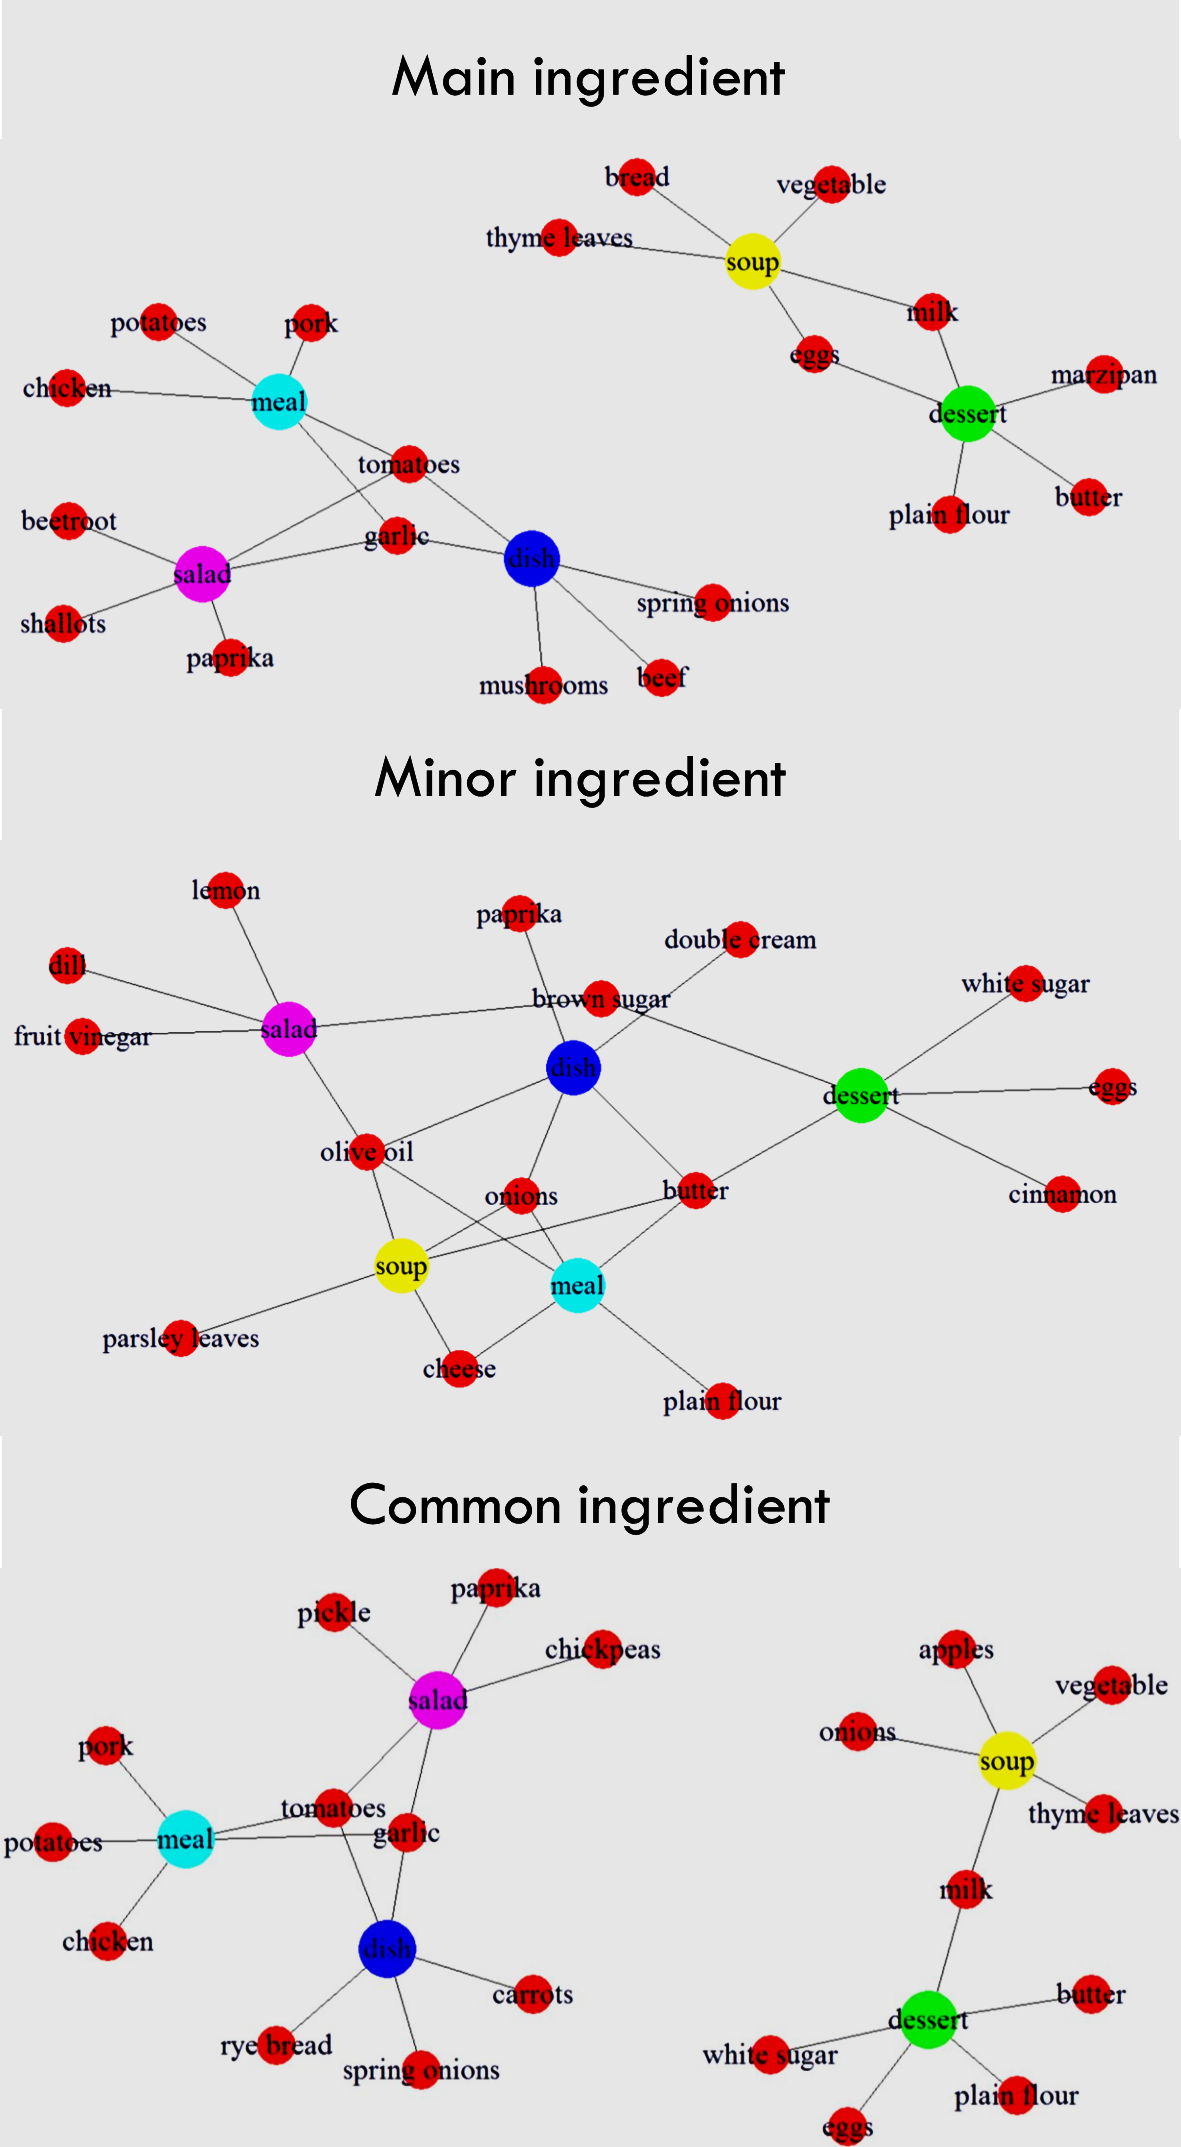 Main ingredient
bread
vegetable
thyme leaves
soup
milk
potatoes
pork
eggs
marzipan
chicken
meal
dessert
tomatoes
butter
plain flour
beetroot
garlic
dish
salad
spring onions
shallots
paprika
mushrooms
beef
Minor ingredient
lemon
paprika
double cream
dill
white sugar
brown sugar
fruit vinegar
salad
dish
eggs
dessert
olive oil
onions
butter
cinnamon
soup
meal
parsley leaves
cheese
plain flour
Common ingredient
paprika
pickle
chickpeas
apples
vegetable
salad
onions
pork
soup
tomatoes
thyme leaves
garlic
potatoes
meal
milk
chicken
dish
carrots
butter
dessert
rye bread
white sugar
spring onions
plain flour
eggs